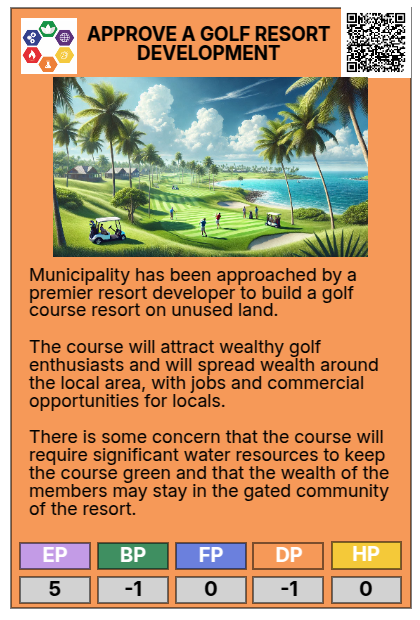 APPROVE A GOLF RESORT
DEVELOPMENT
Municipality has been approached by a
premier resort developer to build a golf
course resort on unused land.
The course will attract wealthy golf
enthusiasts and will spread wealth around
the local area, with jobs and commercial
opportunities for locals.
There is some concern that the course will
require significant water resources to keep
the course green and that the wealth of the
members may stay in the gated community
of the resort.
EP BP FP DP HP
5 -1 0 -1 0